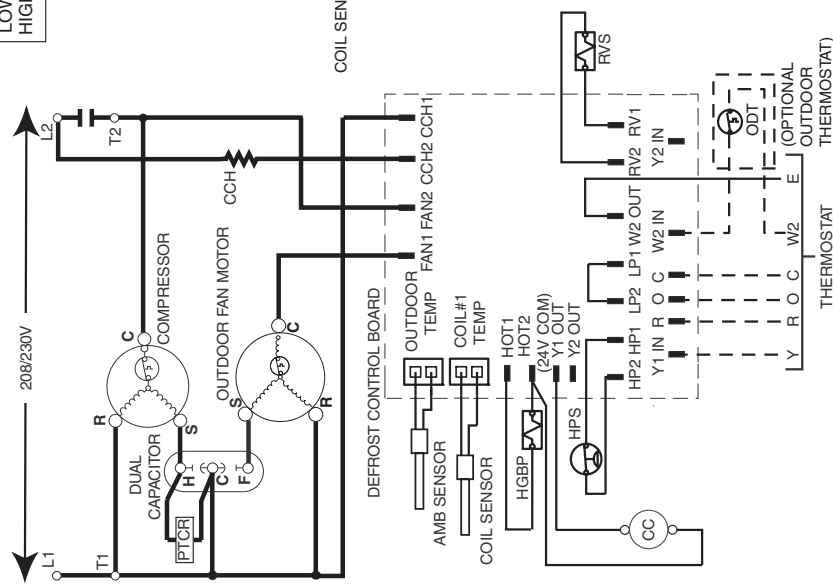 LOW
HIGH
COIL SEN
208/230V
L1
L2
T1
T2
CCH
COMPRESSOR
C
R
S
DUAL
CAPACITOR
H
C
F
PTCR
OUTDOOR FAN MOTOR
S
C
R
DEFROST CONTROL BOARD
FAN1 FAN2 CCH2 CCH1
OUTDOOR
TEMP
AMB SENSOR
COIL#1
TEMP
COIL SENSOR
HOT1
HOT2
(24V COM)
Y1 OUT
Y2 OUT
HGBP
HPS
CC
HP2 HP1 LP2 LP1 W2 OUT RV2 RV1
Y1 IN R O C W2 IN Y2 IN
RVS
ODT
(OPTIONAL
OUTDOOR
THERMOSTAT)
Y R O C W2 E
THERMOSTAT